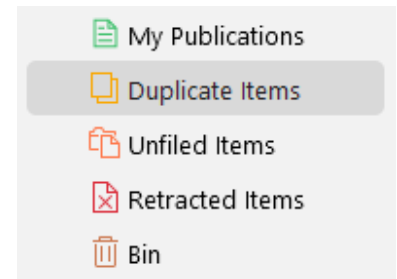 My Publications
Duplicate Items
Unfiled Items
Retracted Items
Bin